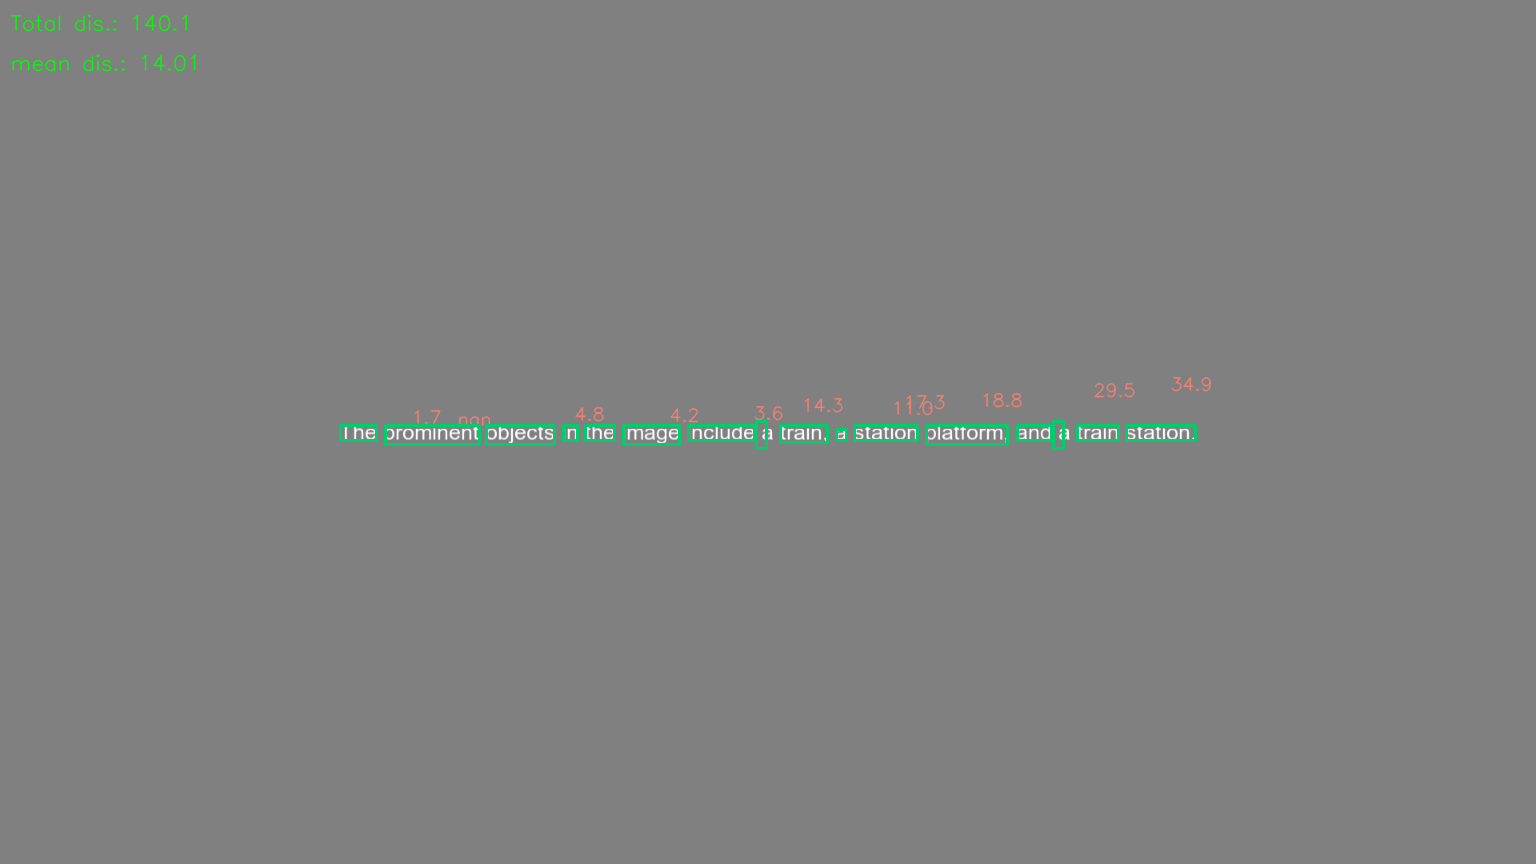 Total dis.: 140.1
mean dis.: 14.01
1.7 nan 4.8 4.2 3.6 14.3 11.0 17.3 18.8 29.5 34.9
The prominent objects in the image include a train, a station platform, and a train station.